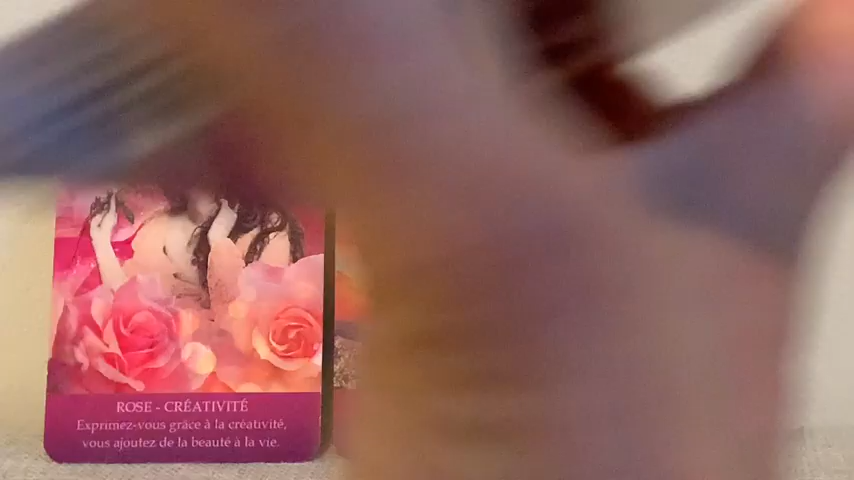 ROSE - CRÉATIVITÉ
Exprimez-vous grâce à la créativité,
vous ajoutez de la beauté à la vie.